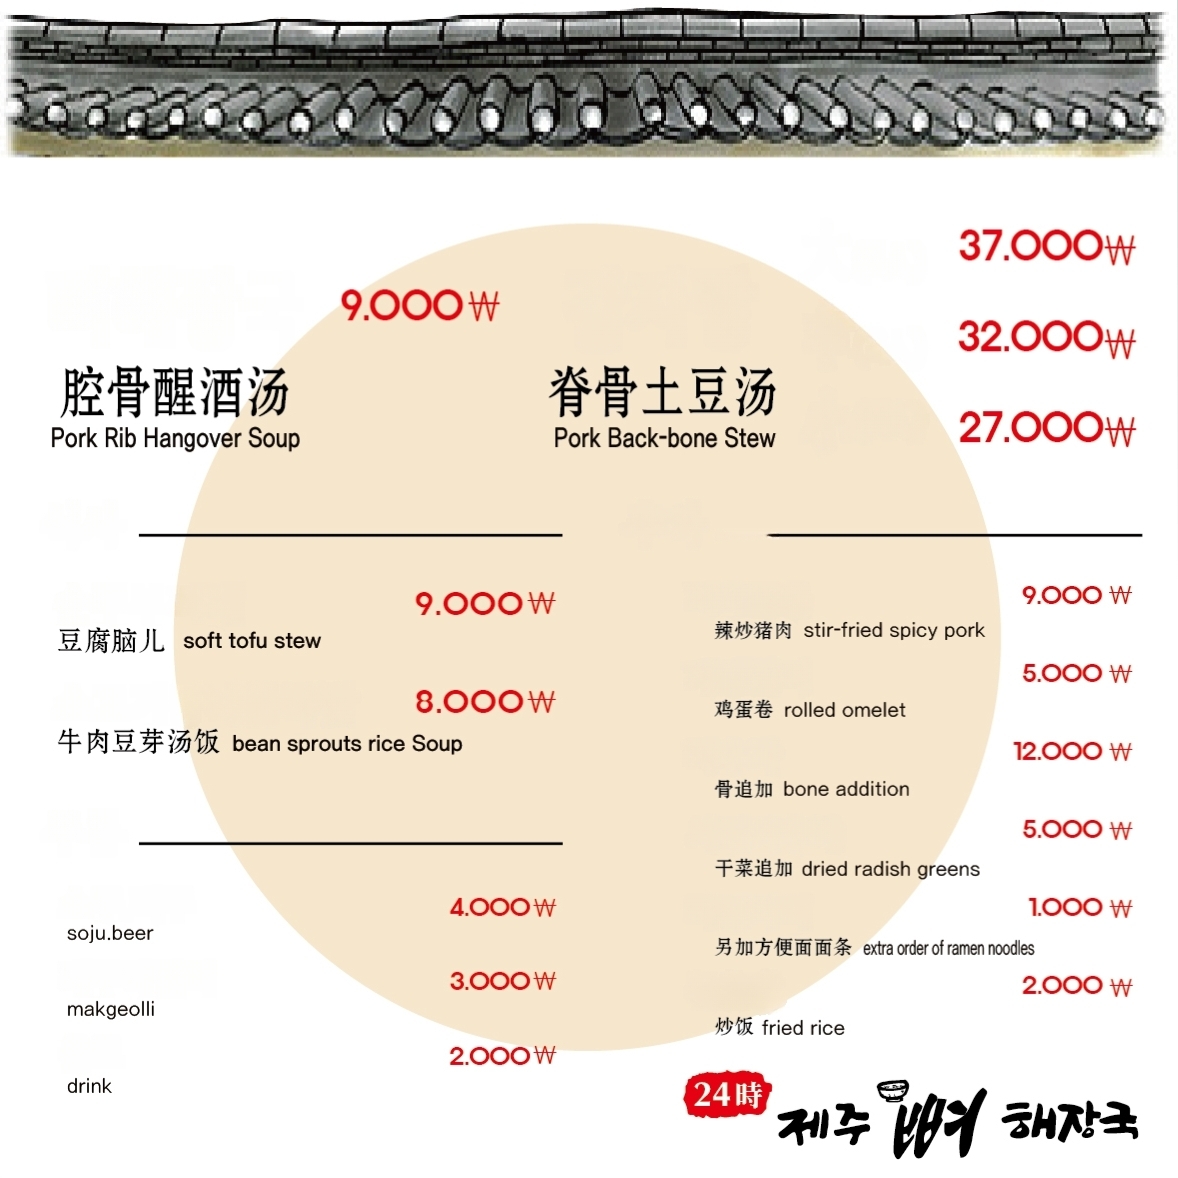 9.000₩
腔骨醒酒汤
Pork Rib Hangover Soup
37.000₩
32.000₩
27.000₩
脊骨土豆汤
Pork Back-bone Stew
9.000₩
豆腐脑儿 soft tofu stew
8.000₩
牛肉豆芽汤饭 bean sprouts rice Soup
4.000₩
soju.beer
3.000₩
makgeolli
2.000₩
drink
9.000₩
辣炒猪肉 stir-fried spicy pork
5.000₩
鸡蛋卷 rolled omelet
12.000₩
骨追加 bone addition
5.000₩
干菜追加 dried radish greens
1.000₩
另加方便面面条 extra order of ramen noodles
2.000₩
炒饭 fried rice
24時 제주 뼈 해장국